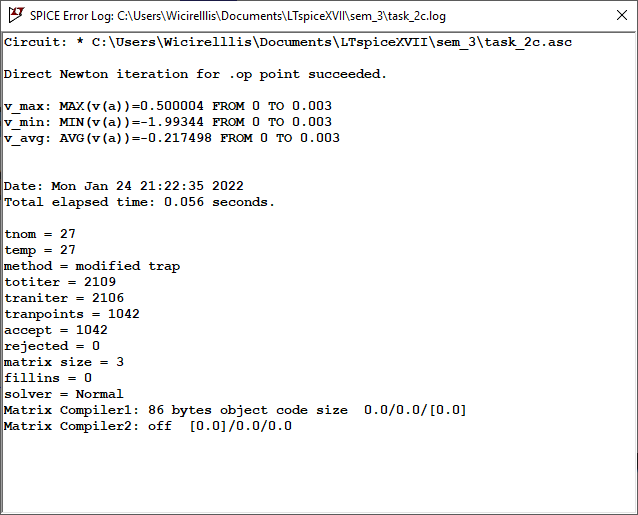 SPICE Error Log: C:\Users\Wicirelllis\Documents\LTspiceXVII\sem_3\task_2c.log
Circuit: * C:\Users\Wicirelllis\Documents\LTspiceXVII\sem_3\task_2c.asc
Direct Newton iteration for .op point succeeded.
v_max: MAX(v(a))=0.500004 FROM 0 TO 0.003
v_min: MIN(v(a))=-1.99344 FROM 0 TO 0.003
v_avg: AVG(v(a))=-0.217498 FROM 0 TO 0.003
Date: Mon Jan 24 21:22:35 2022
Total elapsed time: 0.056 seconds.
tnom = 27
temp = 27
method = modified trap
totiter = 2109
traniter = 2106
tranpoints = 1042
accept = 1042
rejected = 0
matrix size = 3
fillins = 0
solver = Normal
Matrix Compiler1: 86 bytes object code size  0.0/0.0/[0.0]
Matrix Compiler2: off  [0.0]/0.0/0.0